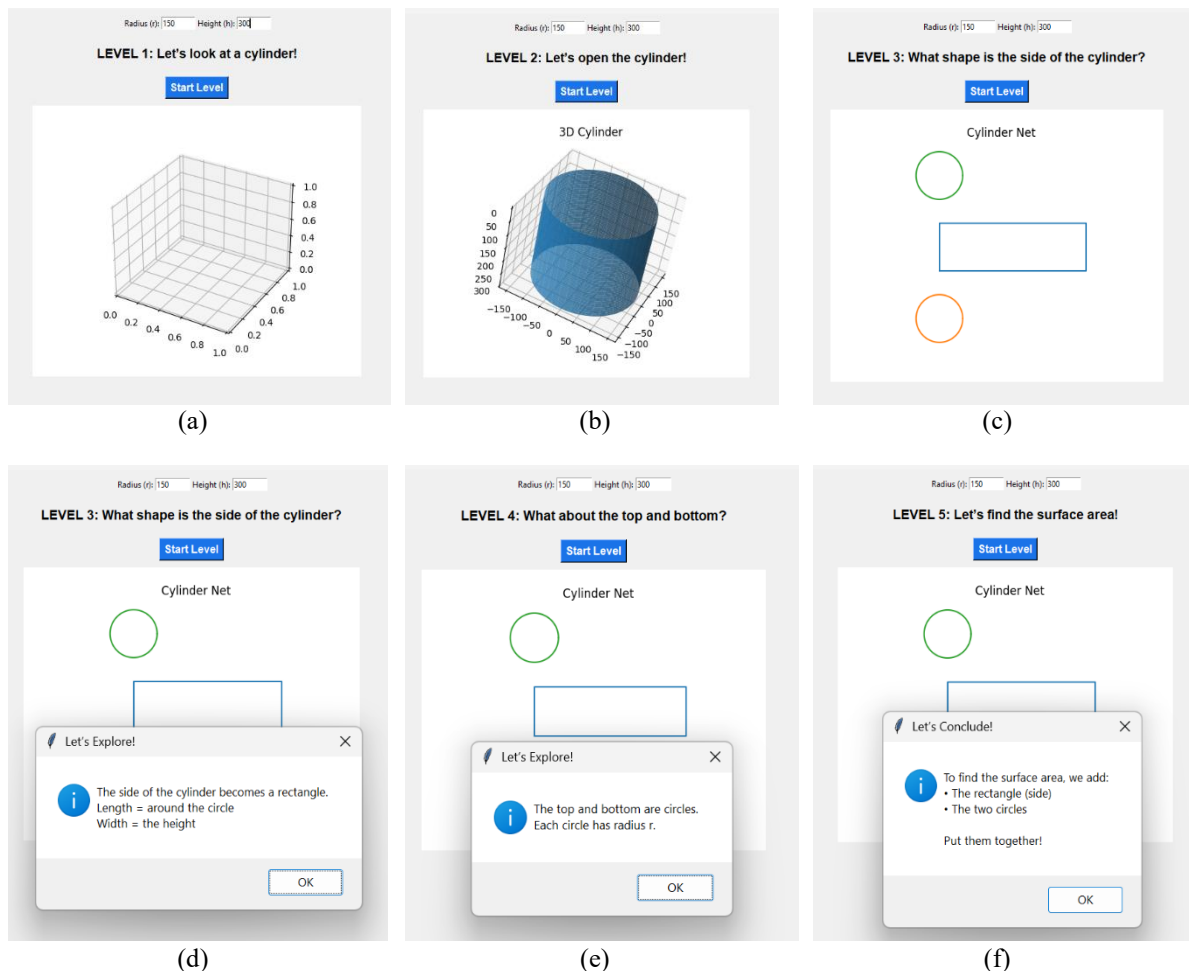 Radius (r): 150 Height (h): 300
LEVEL 1: Let's look at a cylinder!
Start Level
1.0
0.8
0.6
0.4
0.2
0.0
1.0
0.8
0.6
0.4
0.2
0.0
0.0
0.2
0.4
0.6
0.8
1.0
(a)
Radius (r): 150 Height (h): 300
LEVEL 2: Let's open the cylinder!
Start Level
3D Cylinder
0
50
100
150
200
250
300
−150
−100
−50
0
50
100
150
150
100
50
0
−50
−100
−150
(b)
Radius (r): 150 Height (h): 300
LEVEL 3: What shape is the side of the cylinder?
Start Level
Cylinder Net
(c)
Radius (r): 150 Height (h): 300
LEVEL 3: What shape is the side of the cylinder?
Start Level
Cylinder Net
Let's Explore!
The side of the cylinder becomes a rectangle.
Length = around the circle
Width = the height
OK
(d)
Radius (r): 150 Height (h): 300
LEVEL 4: What about the top and bottom?
Start Level
Cylinder Net
Let's Explore!
The top and bottom are circles.
Each circle has radius r.
OK
(e)
Radius (r): 150 Height (h): 300
LEVEL 5: Let's find the surface area!
Start Level
Cylinder Net
Let's Conclude!
To find the surface area, we add:
• The rectangle (side)
• The two circles
Put them together!
OK
(f)